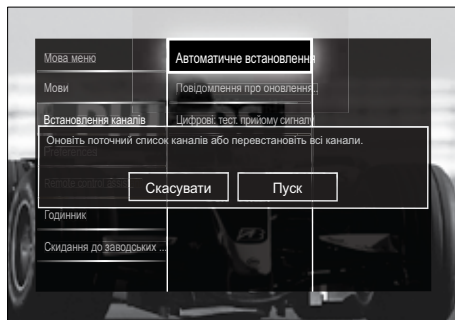 Мова меню
Автоматичне встановлення
Мови
Повідомлення про оновлення..
Встановлення каналів
Цифрові: тест. прийому сигналу
Оновіть поточний список каналів або перевстановіть всі канали.
Preferences
Скасувати
Пуск
Годинник
Скидання до заводських ...